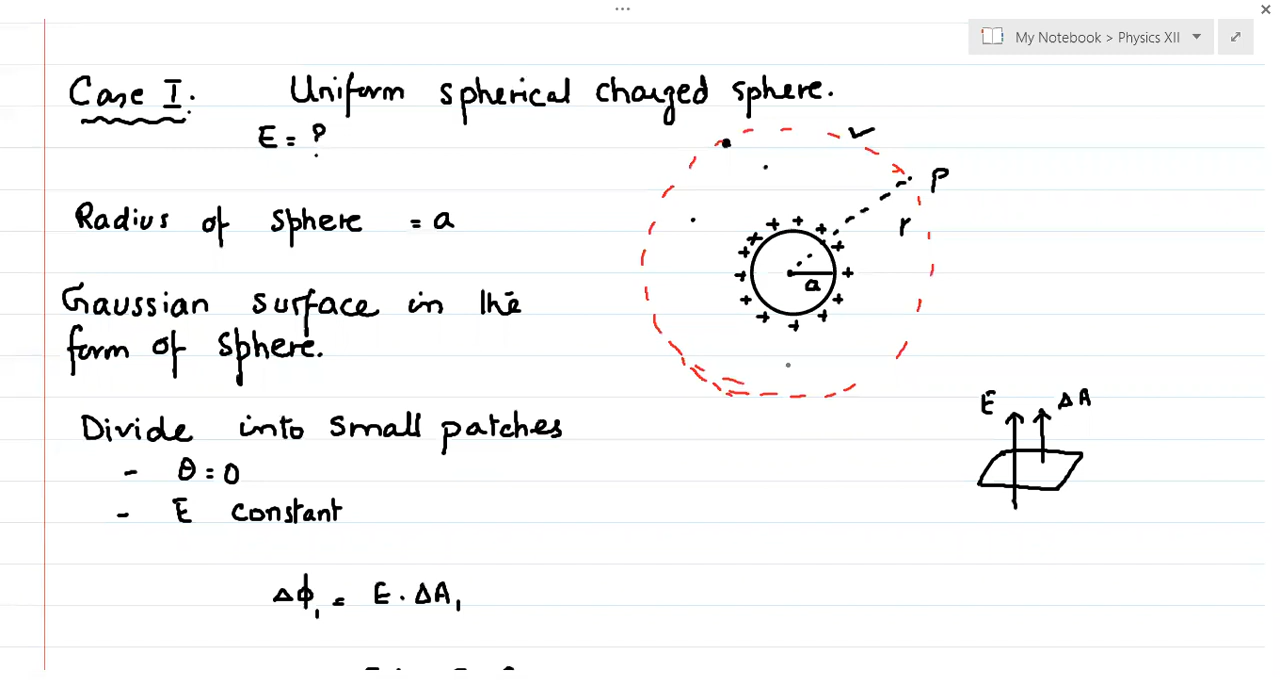 My Notebook > Physics XII
Case I. Uniform spherical charged sphere.
E = ?
P
Radius of sphere = a
r
a
Gaussian surface in the
form of sphere.
E ΔA
Divide into small patches
- θ = 0
- E constant
Δϕ₁ = E . ΔA₁